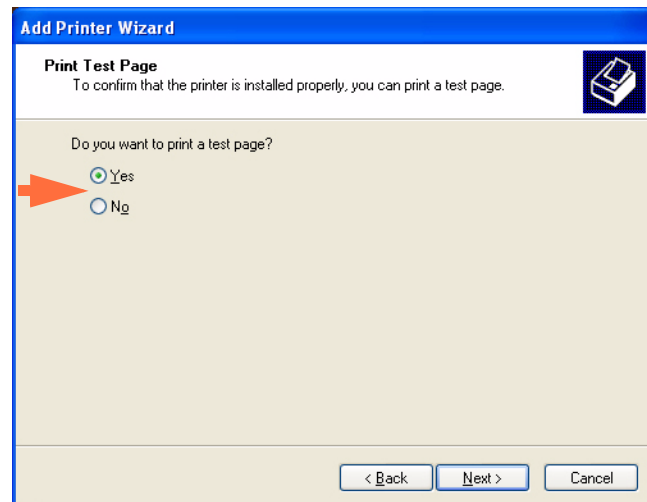 Add Printer Wizard
Print Test Page
To confirm that the printer is installed properly, you can print a test page.
Do you want to print a test page?
Yes
No
< Back
Next >
Cancel